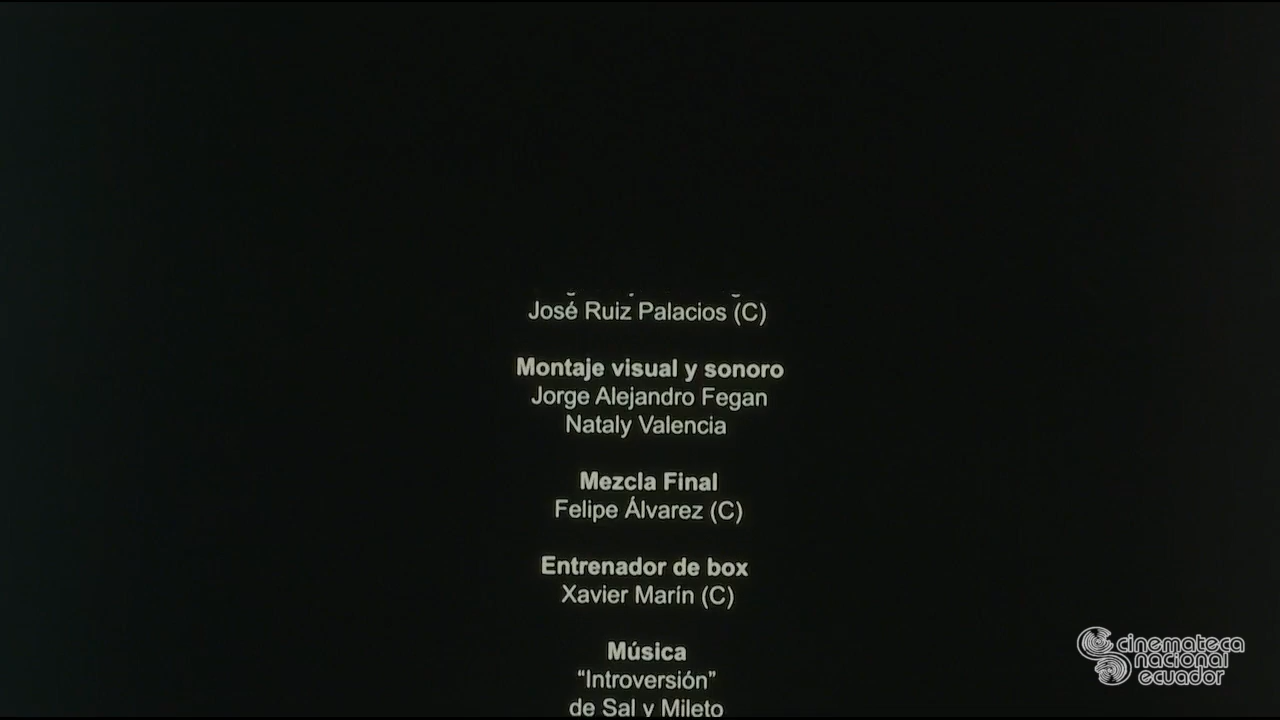 José Ruiz Palacios (C)
Montaje visual y sonoro
Jorge Alejandro Fegan
Nataly Valencia
Mezcla Final
Felipe Álvarez (C)
Entrenador de box
Xavier Marín (C)
Música
“Introversión”
de Sal y Mileto
cinemateca
nacional
ecuador